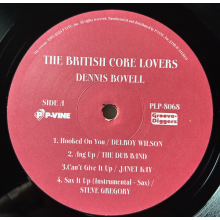 THE BRITISH CORE LOVERS
DENNIS BOVELL
SIDE A
PLP-8068
P-VINE
Groove-Diggers
1. Hooked On You / DELROY WILSON
2. Jug Up / THE DUB BAND
3.Can't Give It Up / JANET KAY
4. Sax It Up (Instrumental - Sax) /
STEVE GREGORY